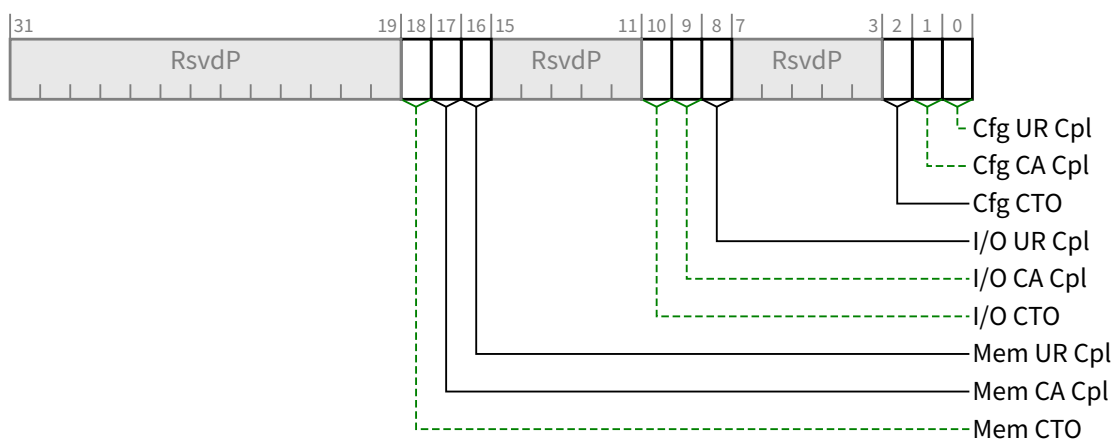 31 19 18 17 16 15 11 10 9 8 7 3 2 1 0
RsvdP RsvdP RsvdP
Cfg UR Cpl
Cfg CA Cpl
Cfg CTO
I/O UR Cpl
I/O CA Cpl
I/O CTO
Mem UR Cpl
Mem CA Cpl
Mem CTO